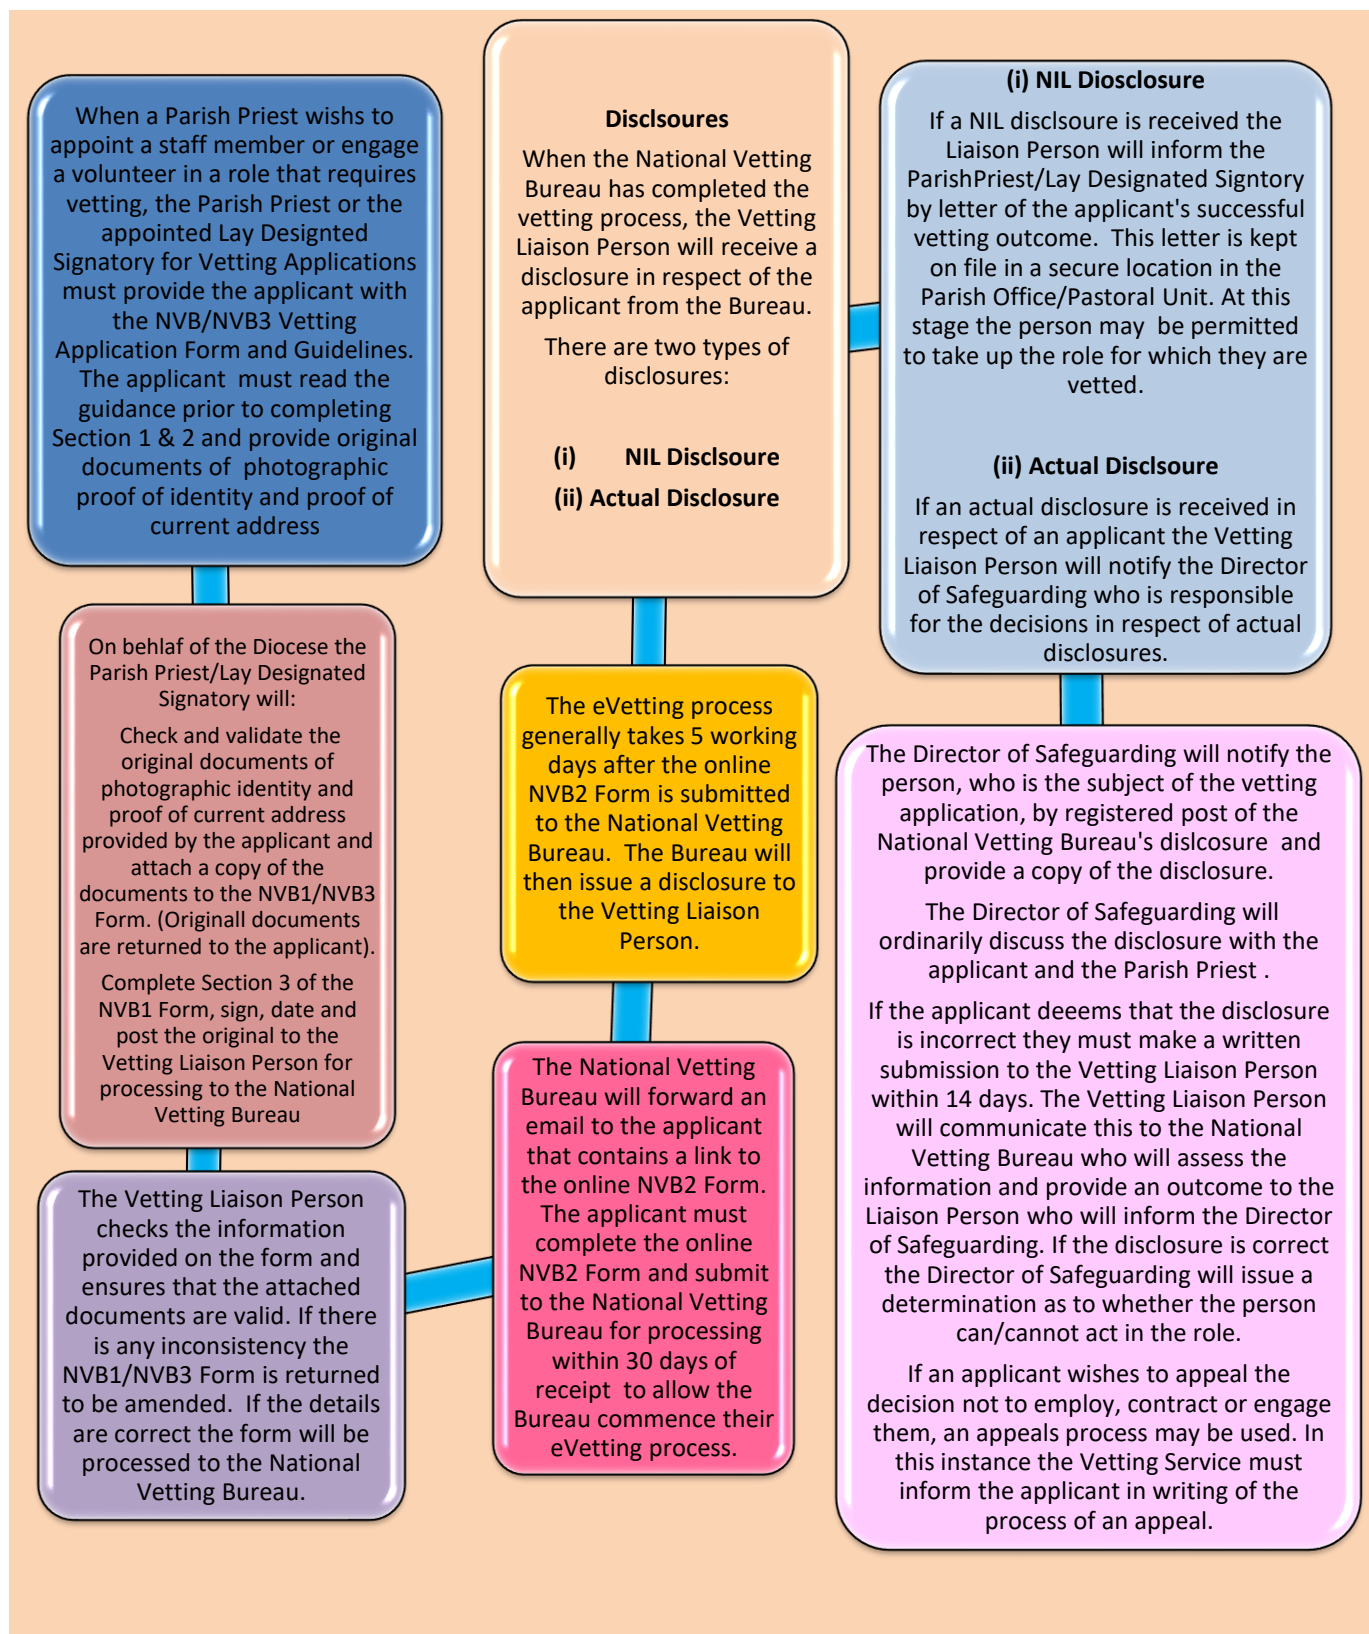 When a Parish Priest wishs to
appoint a staff member or engage
a volunteer in a role that requires
vetting, the Parish Priest or the
appointed Lay Designted
Signatory for Vetting Applications
must provide the applicant with
the NVB/NVB3 Vetting
Application Form and Guidelines.
The applicant must read the
guidance prior to completing
Section 1 & 2 and provide original
documents of photographic
proof of identity and proof of
current address
On behlaf of the Diocese the
Parish Priest/Lay Designated
Signatory will:
Check and validate the
original documents of
photographic identity and
proof of current address
provided by the applicant and
attach a copy of the
documents to the NVB1/NVB3
Form. (Originall documents
are returned to the applicant).
Complete Section 3 of the
NVB1 Form, sign, date and
post the original to the
Vetting Liaison Person for
processing to the National
Vetting Bureau
The Vetting Liaison Person
checks the information
provided on the form and
ensures that the attached
documents are valid. If there
is any inconsistency the
NVB1/NVB3 Form is returned
to be amended. If the details
are correct the form will be
processed to the National
Vetting Bureau.
The National Vetting
Bureau will forward an
email to the applicant
that contains a link to
the online NVB2 Form.
The applicant must
complete the online
NVB2 Form and submit
to the National Vetting
Bureau for processing
within 30 days of
receipt to allow the
Bureau commence their
eVetting process.
The eVetting process
generally takes 5 working
days after the online
NVB2 Form is submitted
to the National Vetting
Bureau. The Bureau will
then issue a disclosure to
the Vetting Liaison
Person.
Disclsoures
When the National Vetting
Bureau has completed the
vetting process, the Vetting
Liaison Person will receive a
disclosure in respect of the
applicant from the Bureau.
There are two types of
disclosures:
(i) NIL Disclsoure
(ii) Actual Disclosure
(i) NIL Diosclosure
If a NIL disclsoure is received the
Liaison Person will inform the
ParishPriest/Lay Designated Signtory
by letter of the applicant's successful
vetting outcome. This letter is kept
on file in a secure location in the
Parish Office/Pastoral Unit. At this
stage the person may be permitted
to take up the role for which they are
vetted.
(ii) Actual Disclsoure
If an actual disclosure is received in
respect of an applicant the Vetting
Liaison Person will notify the Director
of Safeguarding who is responsible
for the decisions in respect of actual
disclosures.
The Director of Safeguarding will notify the
person, who is the subject of the vetting
application, by registered post of the
National Vetting Bureau's dislcosure and
provide a copy of the disclosure.
The Director of Safeguarding will
ordinarily discuss the disclosure with the
applicant and the Parish Priest .
If the applicant deeems that the disclosure
is incorrect they must make a written
submission to the Vetting Liaison Person
within 14 days. The Vetting Liaison Person
will communicate this to the National
Vetting Bureau who will assess the
information and provide an outcome to the
Liaison Person who will inform the Director
of Safeguarding. If the disclosure is correct
the Director of Safeguarding will issue a
determination as to whether the person
can/cannot act in the role.
If an applicant wishes to appeal the
decision not to employ, contract or engage
them, an appeals process may be used. In
this instance the Vetting Service must
inform the applicant in writing of the
process of an appeal.